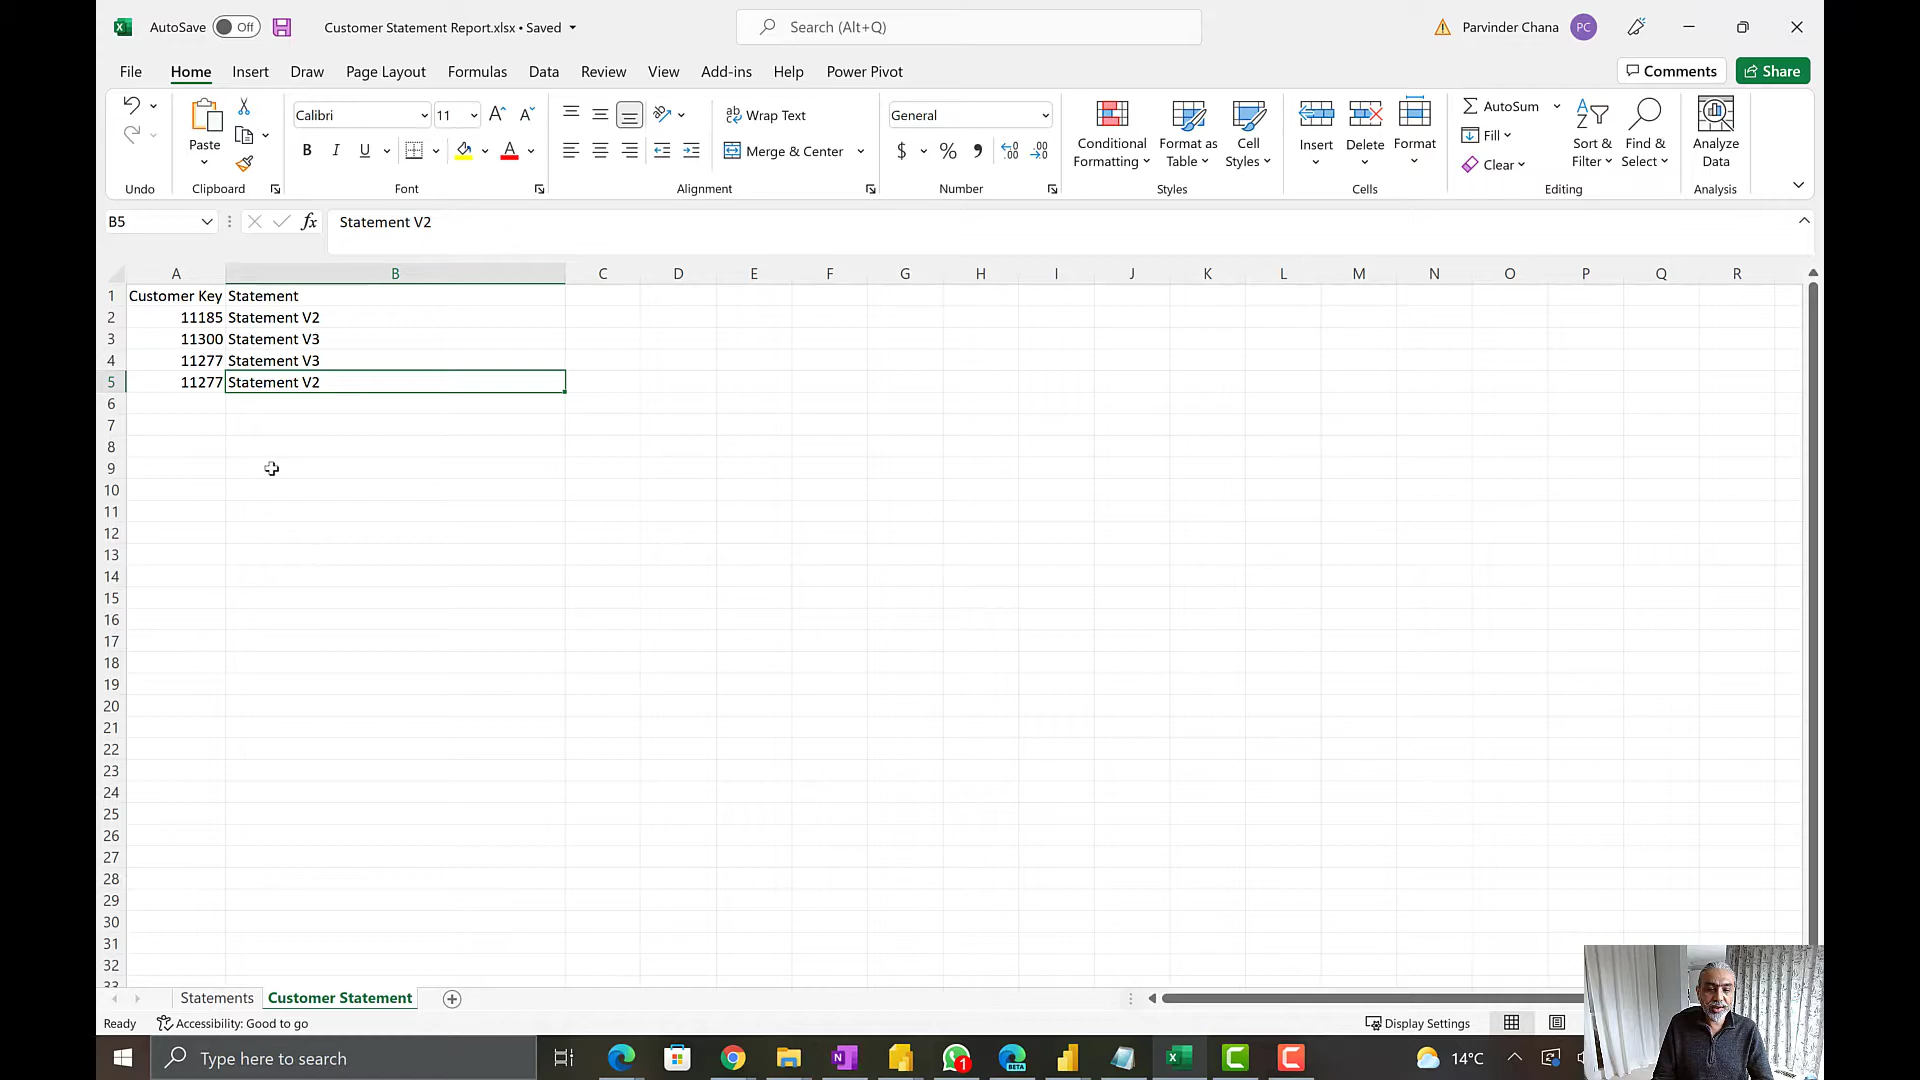 AutoSave Off Customer Statement Report.xlsx • Saved Search (Alt+Q) Parvinder Chana PC
File Home Insert Draw Page Layout Formulas Data Review View Add-ins Help Power Pivot Comments Share
Calibri 11 Wrap Text General AutoSum
Paste Conditional Format as Cell Insert Delete Format Fill Sort & Find & Analyze
B I U A Merge & Center $ % Formatting Table Styles Clear Filter Select Data
Undo Clipboard Font Alignment Number Styles Cells Editing Analysis
B5 fx Statement V2
A B C D E F G H I J K L M N O P Q R
1 Customer Key Statement
2 11185 Statement V2
3 11300 Statement V3
4 11277 Statement V3
5 11277 Statement V2
6
7
8
9
10
11
12
13
14
15
16
17
18
19
20
21
22
23
24
25
26
27
28
29
30
31
32
33
Statements Customer Statement
Ready Accessibility: Good to go Display Settings
Type here to search N 1 BETA 14°C